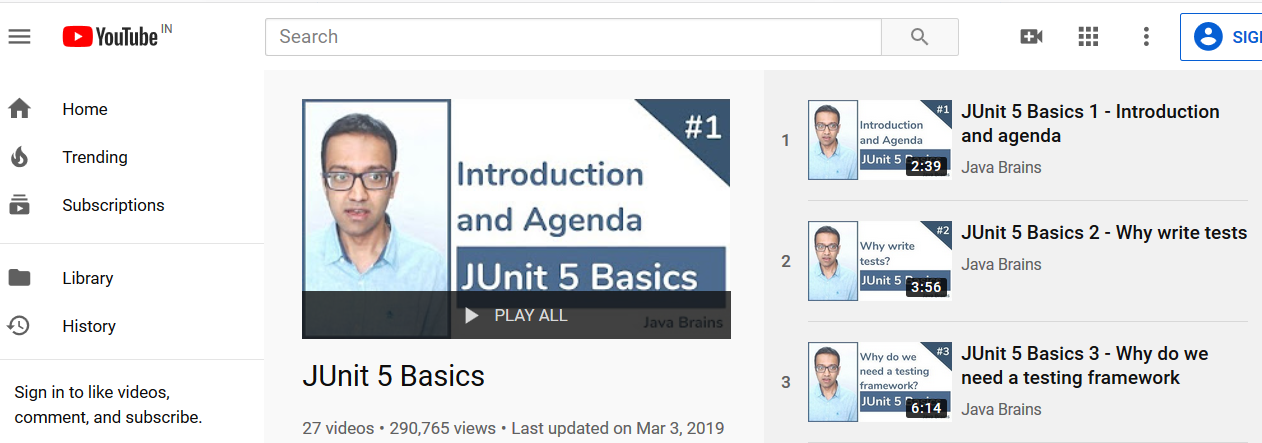 YouTube IN
Search
SIGI
Home
Trending
Subscriptions
Library
History
Sign in to like videos,
comment, and subscribe.
#1
Introduction
and Agenda
JUnit 5 Basics
PLAY ALL
Java Brains
JUnit 5 Basics
27 videos • 290,765 views • Last updated on Mar 3, 2019
1
#1
Introduction
and Agenda
JUnit 5
2:39
JUnit 5 Basics 1 - Introduction
and agenda
Java Brains
2
#2
Why write
tests?
JUnit 5
3:56
JUnit 5 Basics 2 - Why write tests
Java Brains
3
#3
Why do we
need a testing
framework?
JUnit 5
6:14
JUnit 5 Basics 3 - Why do we
need a testing framework
Java Brains